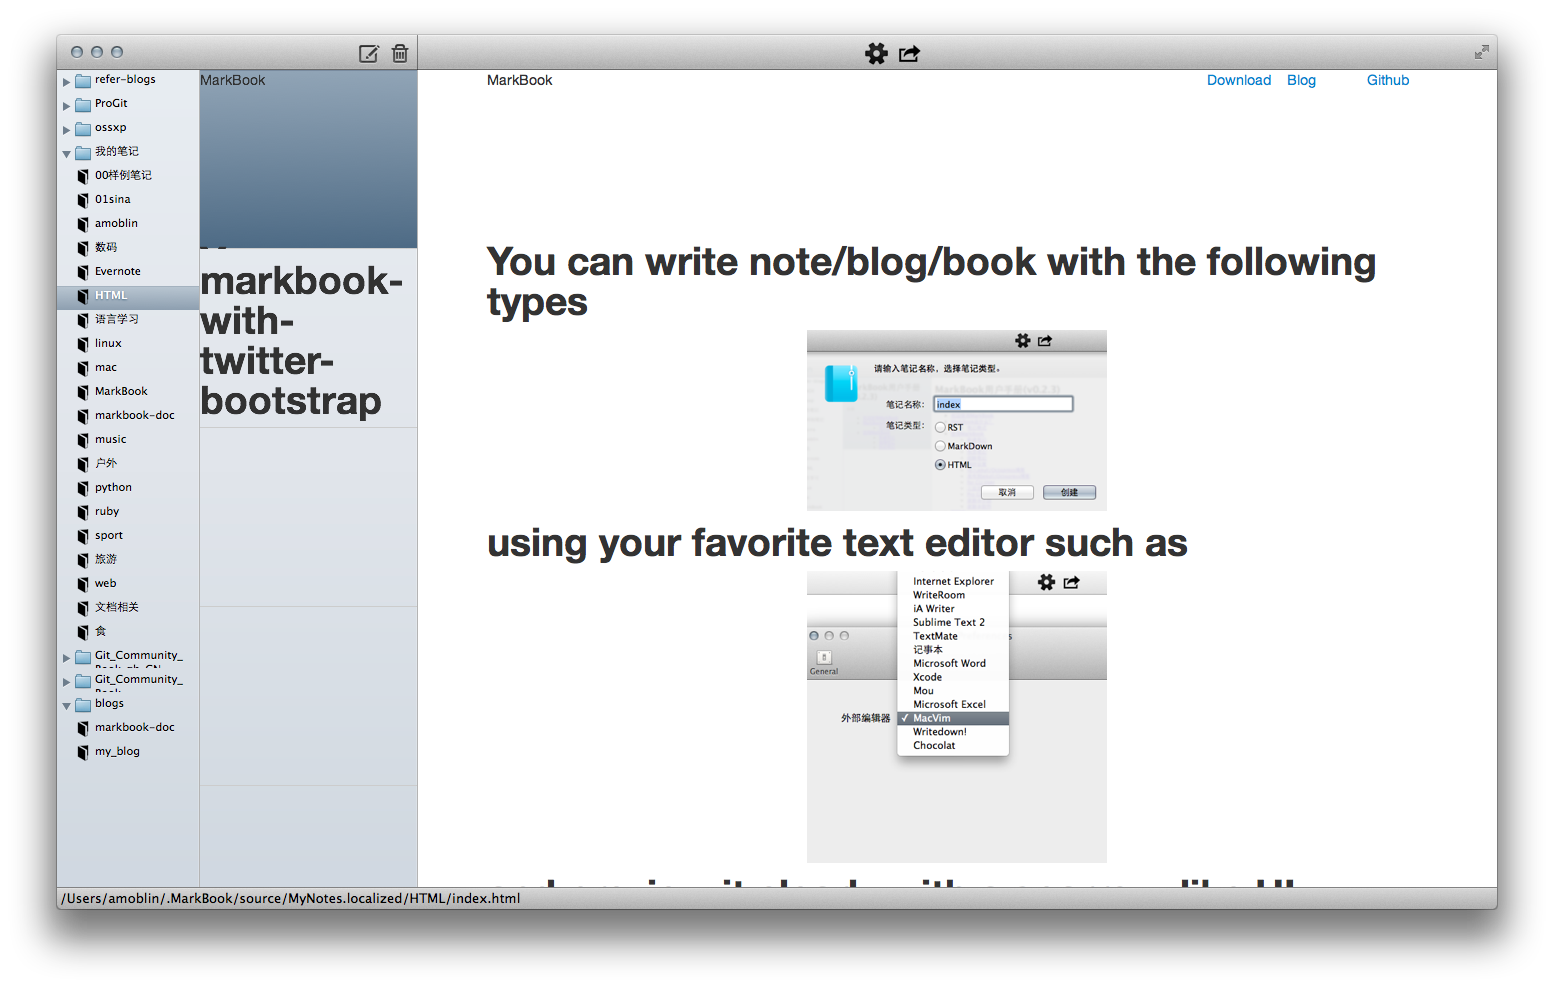 refer-blogs
ProGit
ossxp
我的笔记
00样例笔记
01sina
amoblin
数码
Evernote
HTML
语言学习
linux
mac
MarkBook
markbook-doc
music
户外
python
ruby
sport
旅游
web
文档相关
食
Git_Community_
Git_Community_
blogs
markbook-doc
my_blog
MarkBook
markbook-
with-
twitter-
bootstrap
MarkBook
Download Blog Github
You can write note/blog/book with the following
types
请输入笔记名称，选择笔记类型。
笔记名称: index
笔记类型: RST
MarkDown
HTML
取消 创建
using your favorite text editor such as
Internet Explorer
WriteRoom
iA Writer
Sublime Text 2
TextMate
记事本
Microsoft Word
Xcode
Mou
Microsoft Excel
MacVim
Writedown!
Chocolat
General
外部编辑器
/Users/amoblin/.MarkBook/source/MyNotes.localized/HTML/index.html